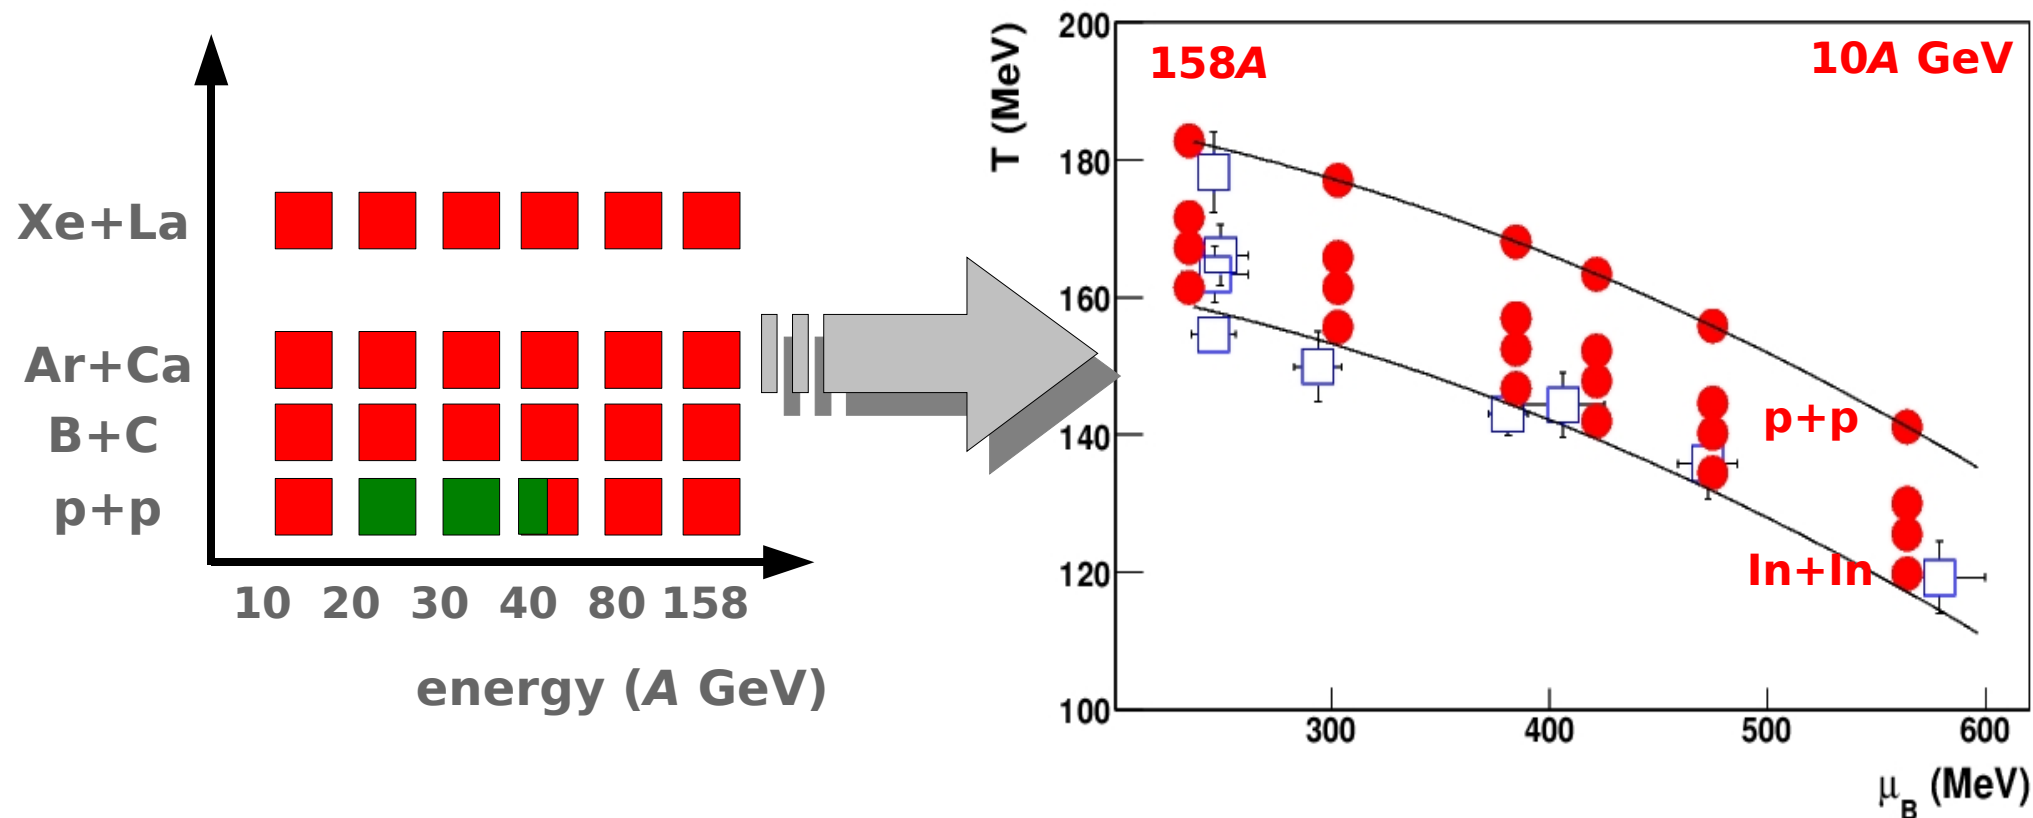 Xe+La
Ar+Ca
B+C
p+p
10 20 30 40 80 158
energy (A GeV)
T (MeV)
200
180
160
140
120
100
158A
10A GeV
p+p
In+In
300 400 500 600
μB (MeV)